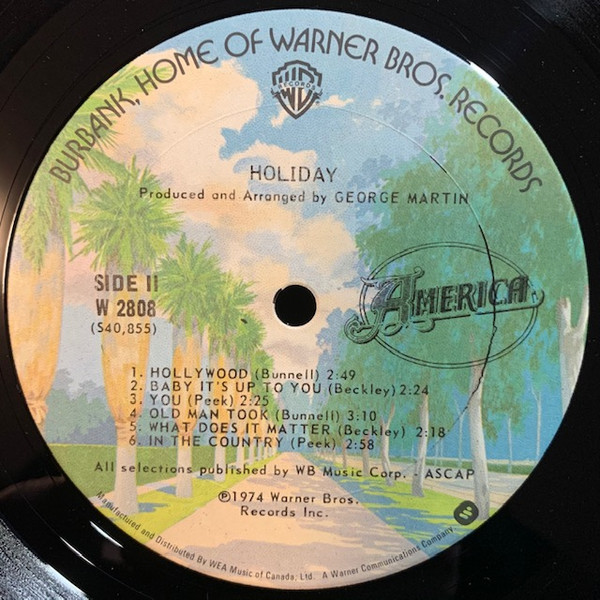 BURBANK, HOME OF WARNER BROS. RECORDS
WB
RECORDS
HOLIDAY
Produced and Arranged by GEORGE MARTIN
SIDE II
W 2808
(S40,855)
AMERICA
1. HOLLYWOOD (Bunnell) 2:49
2. BABY IT'S UP TO YOU (Beckley) 2:24
3. YOU (Peek) 2:25
4. OLD MAN TOOK (Bunnell) 3:10
5. WHAT DOES IT MATTER (Beckley) 2:18
6. IN THE COUNTRY (Peek) 2:58
All selections published by WB Music Corp. - ASCAP
℗1974 Warner Bros.
Records Inc.
Manufactured and Distributed By WEA Music of Canada, Ltd. A Warner Communications Company